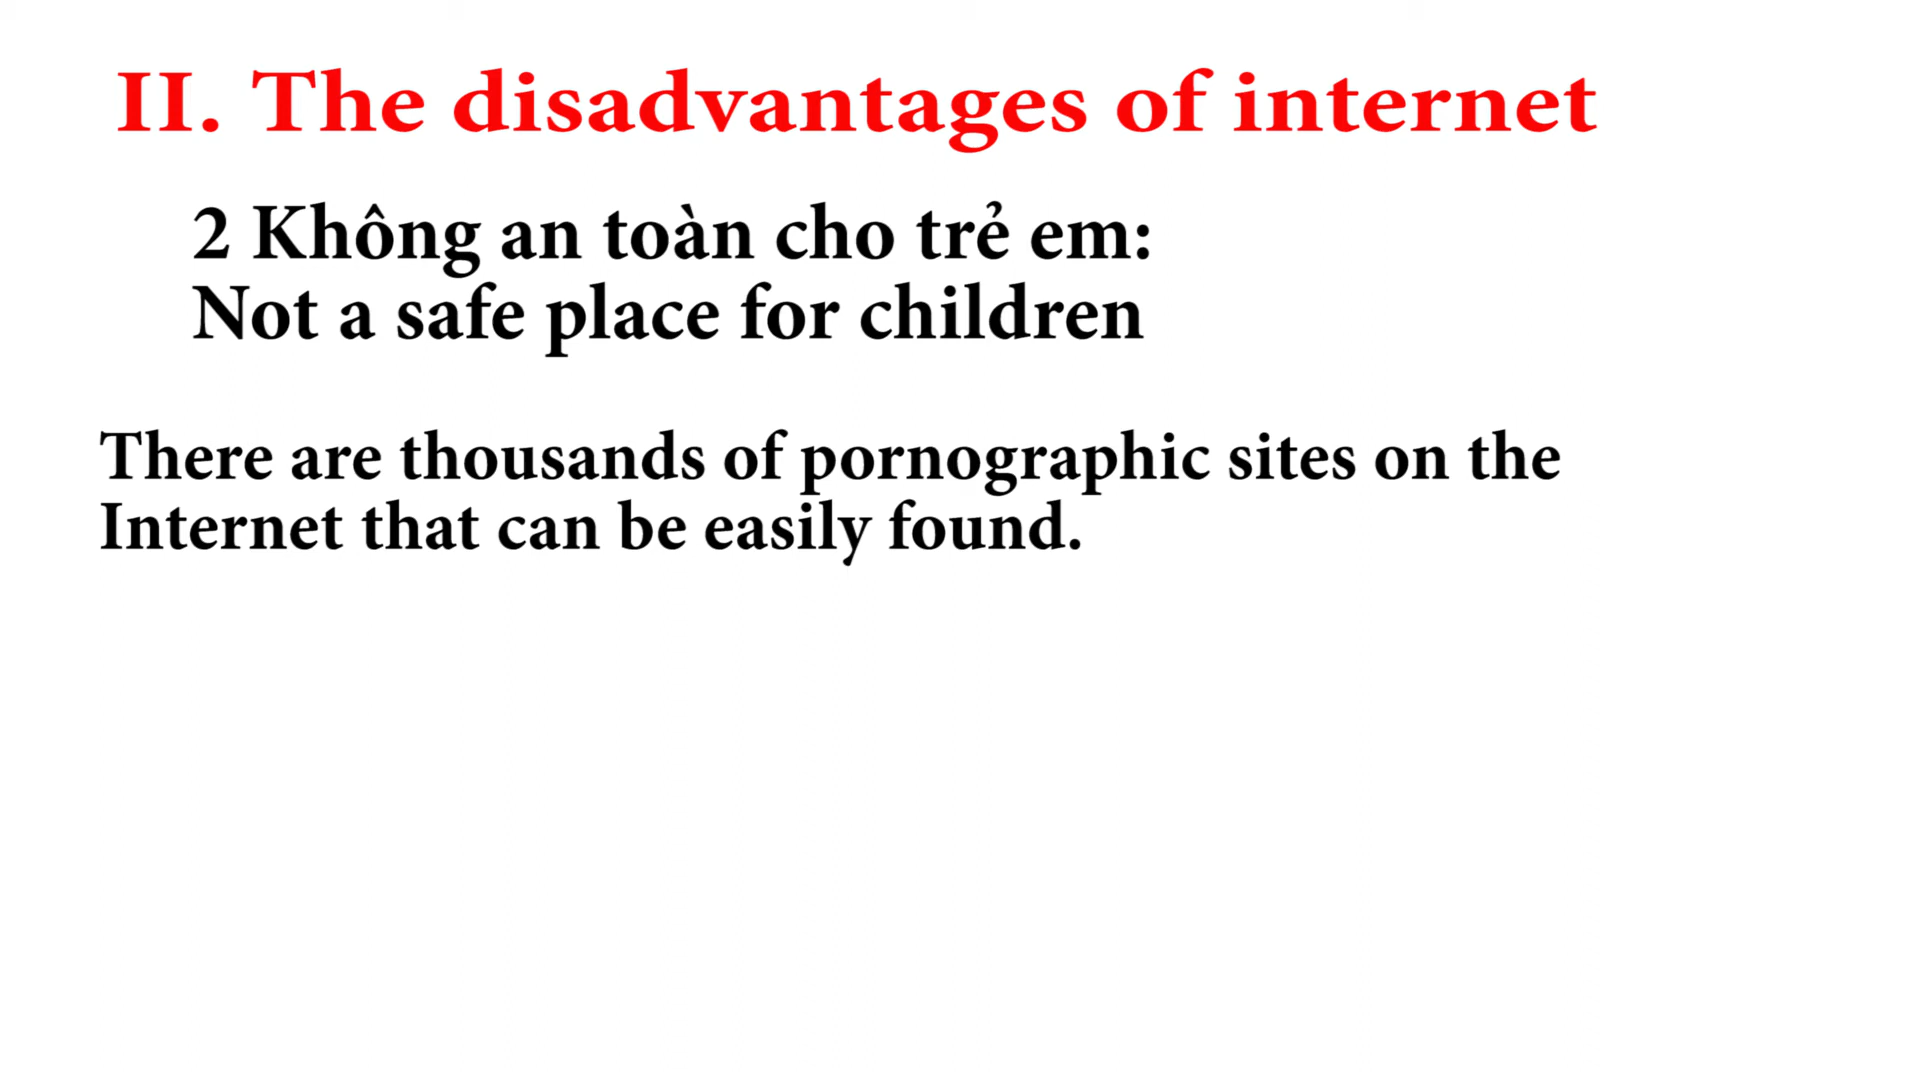 II. The disadvantages of internet
2 Không an toàn cho trẻ em:
Not a safe place for children
There are thousands of pornographic sites on the
Internet that can be easily found.